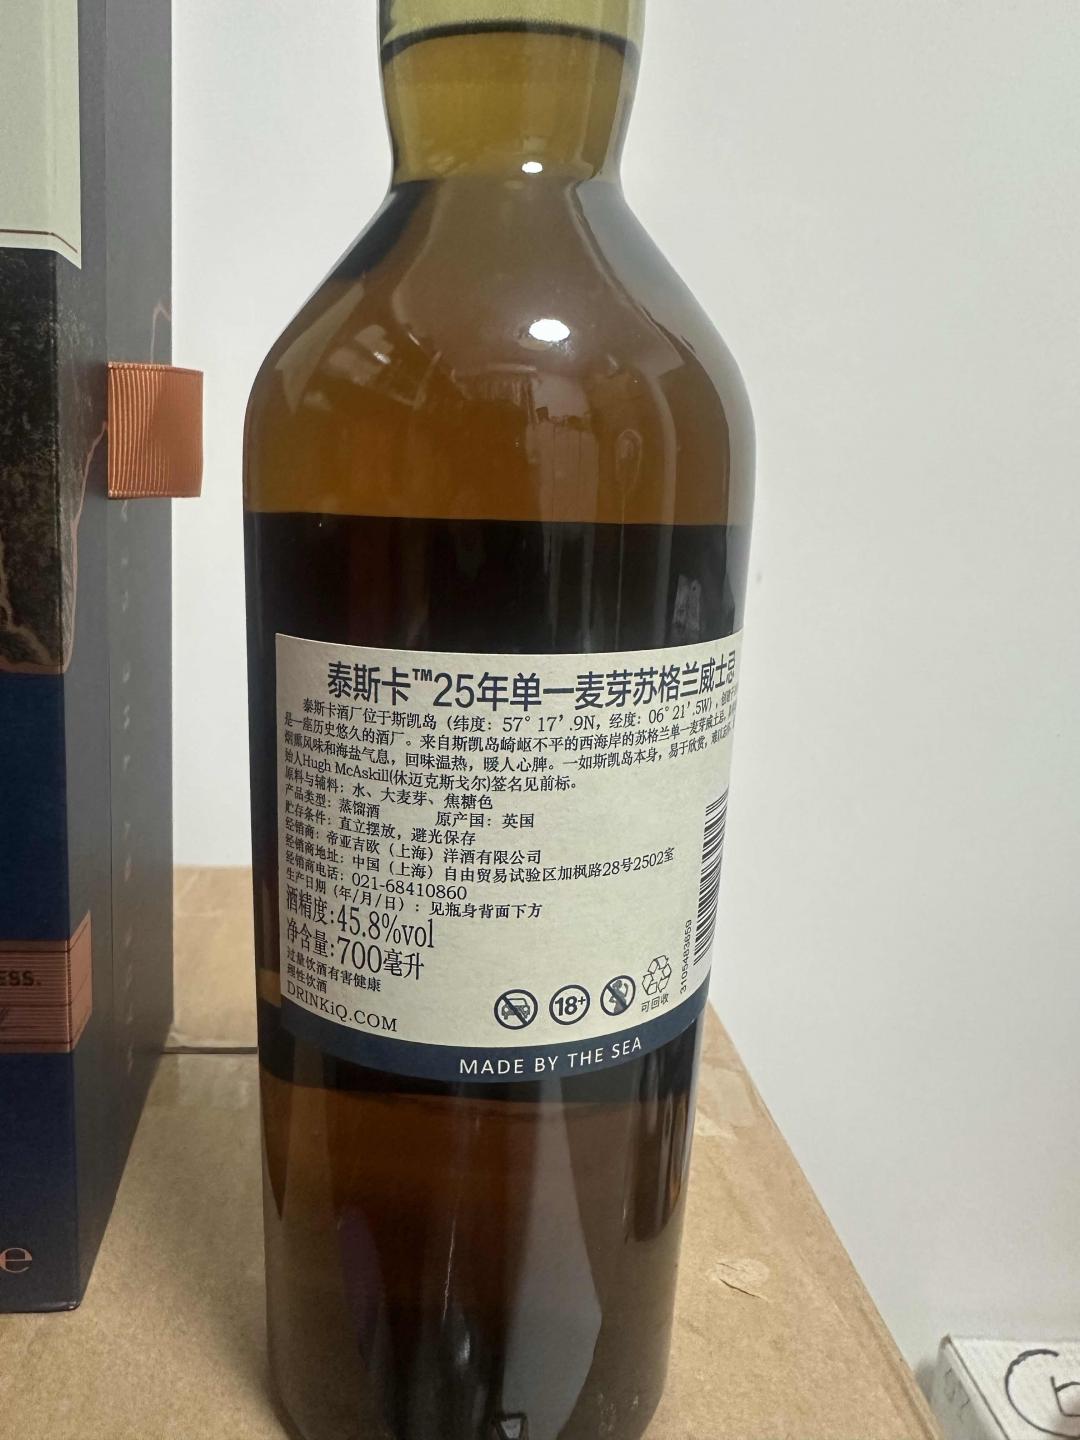 泰斯卡™25年单一麦芽苏格兰威士忌
泰斯卡酒厂位于斯凯岛（纬度：57°17'.9N，经度：06°21'.5W)，创
是一座历史悠久的酒厂。来自斯凯岛崎岖不平的西海岸的苏格兰单一麦芽威士忌，
烟熏风味和海盐气息，回味温热，暖人心脾。一如斯凯岛本身，易于欣赏，难以
始人Hugh McAskill(休迈克斯戈尔)签名见前标。
原料与辅料：水、大麦芽、焦糖色
产品类型：蒸馏酒 原产国：英国
贮存条件：直立摆放，避光保存
经销商：帝亚吉欧（上海）洋酒有限公司
经销商地址：中国（上海）自由贸易试验区加枫路28号2502室
经销商电话：021-68410860
生产日期（年/月/日）：见瓶身背面下方
酒精度:45.8%vol
净含量:700毫升
过量饮酒有害健康
理性饮酒
DRINKiQ.COM
18+
可回收
MADE BY THE SEA
ESS.
e